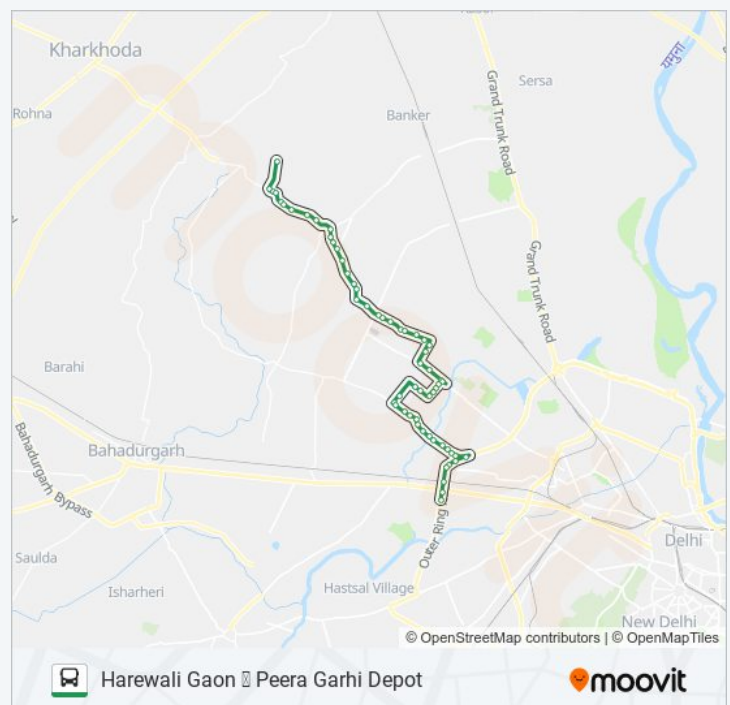 Kharkhoda
यमुना
Rohna
Grand Trunk Road
Sersa
Banker
Grand Trunk Road
Barahi
Bahadurgarh
Bahadurgarh Bypass
Outer Ring
Saulda
Delhi
Isharheri
Hastsal Village
New Delhi
© OpenStreetMap contributors | © OpenMapTiles
Harewali Gaon Peera Garhi Depot
moovit